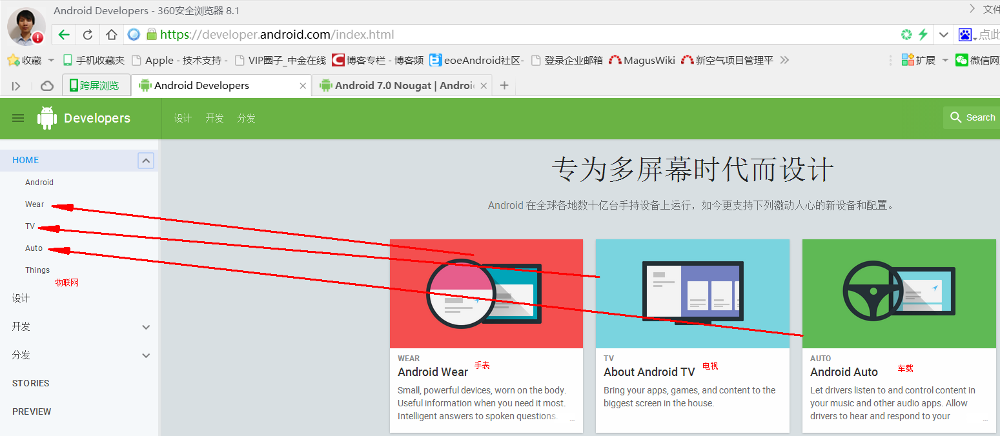 Android Developers - 360安全浏览器 8.1
文件
https://developer.android.com/index.html
点此
收藏 手机收藏夹 Apple - 技术支持 - VIP圈子_中金在线 博客专栏 - 博客频 eoeAndroid社区- 登录企业邮箱 MagusWiki 新空气项目管理平 扩展 微信网
跨屏浏览 Android Developers Android 7.0 Nougat | Androi
Developers 设计 开发 分发 Search
HOME
Android
Wear
TV
Auto
Things
物联网
设计
开发
分发
STORIES
PREVIEW
专为多屏幕时代而设计
Android 在全球各地数十亿台手持设备上运行，如今更支持下列激动人心的新设备和配置。
WEAR
Android Wear 手表
Small, powerful devices, worn on the body.
Useful information when you need it most.
Intelligent answers to spoken questions. ...
TV
About Android TV 电视
Bring your apps, games, and content to the
biggest screen in the house.
AUTO
Android Auto 车载
Let drivers listen to and control content in
your music and other audio apps. Allow
drivers to hear and respond to your ...